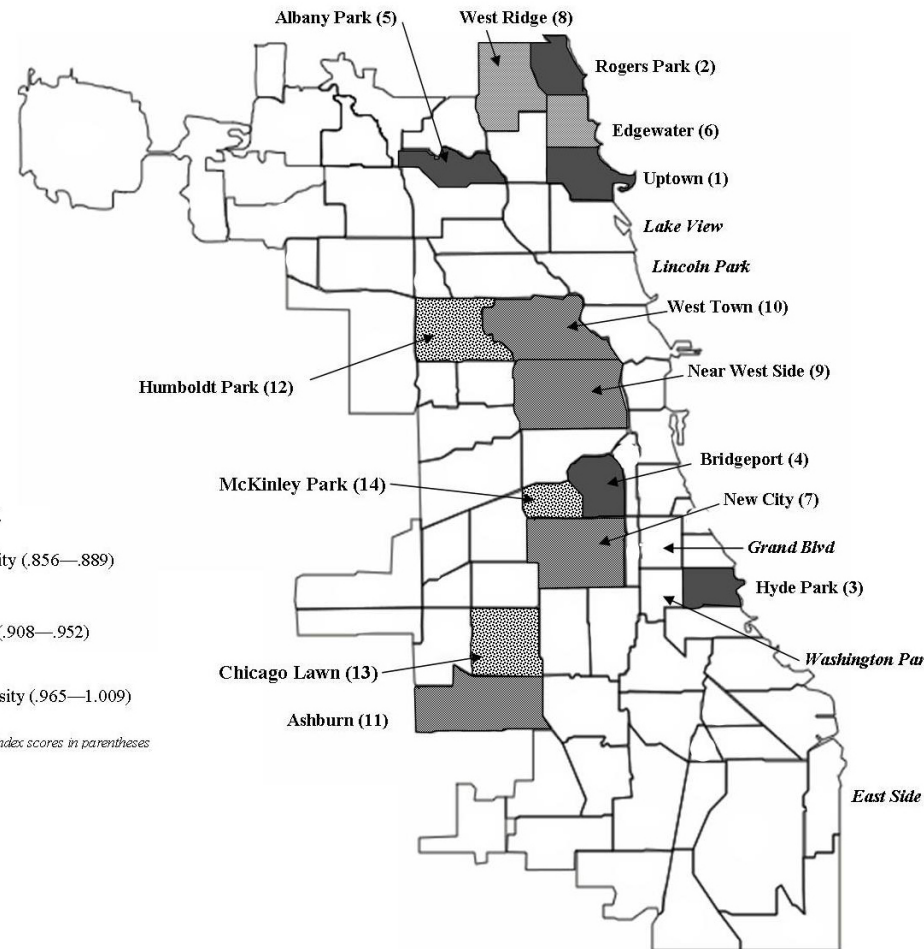 Albany Park (5)
West Ridge (8)
Rogers Park (2)
Edgewater (6)
Uptown (1)
Lake View
Lincoln Park
West Town (10)
Near West Side (9)
Humboldt Park (12)
Bridgeport (4)
McKinley Park (14)
New City (7)
ity (.856—.889)
Grand Blvd
Hyde Park (3)
(.908—.952)
Washington Par
Chicago Lawn (13)
sity (.965—1.009)
Ashburn (11)
ndex scores in parentheses
East Side